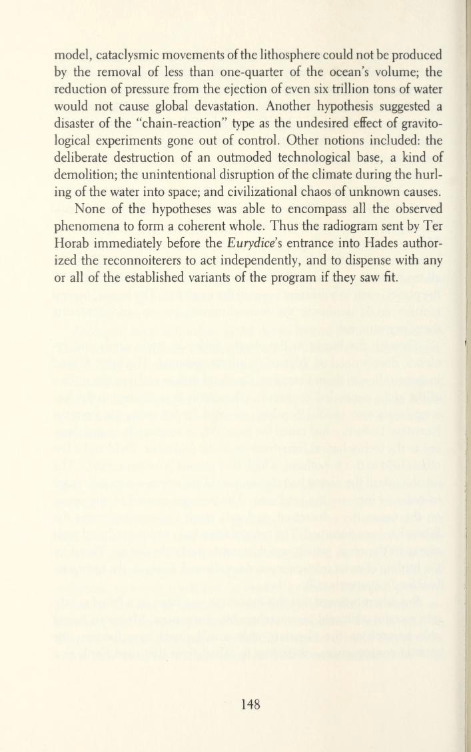 model, cataclysmic movements of the lithosphere could not be produced
by the removal of less than one-quarter of the ocean's volume; the
reduction of pressure from the ejection of even six trillion tons of water
would not cause global devastation. Another hypothesis suggested a
disaster of the "chain-reaction" type as the undesired effect of gravito-
logical experiments gone out of control. Other notions included: the
deliberate destruction of an outmoded technological base, a kind of
demolition; the unintentional disruption of the climate during the hurl-
ing of the water into space; and civilizational chaos of unknown causes.
None of the hypotheses was able to encompass all the observed
phenomena to form a coherent whole. Thus the radiogram sent by Ter
Horab immediately before the Eurydice's entrance into Hades author-
ized the reconnoiterers to act independently, and to dispense with any
or all of the established variants of the program if they saw fit.
148